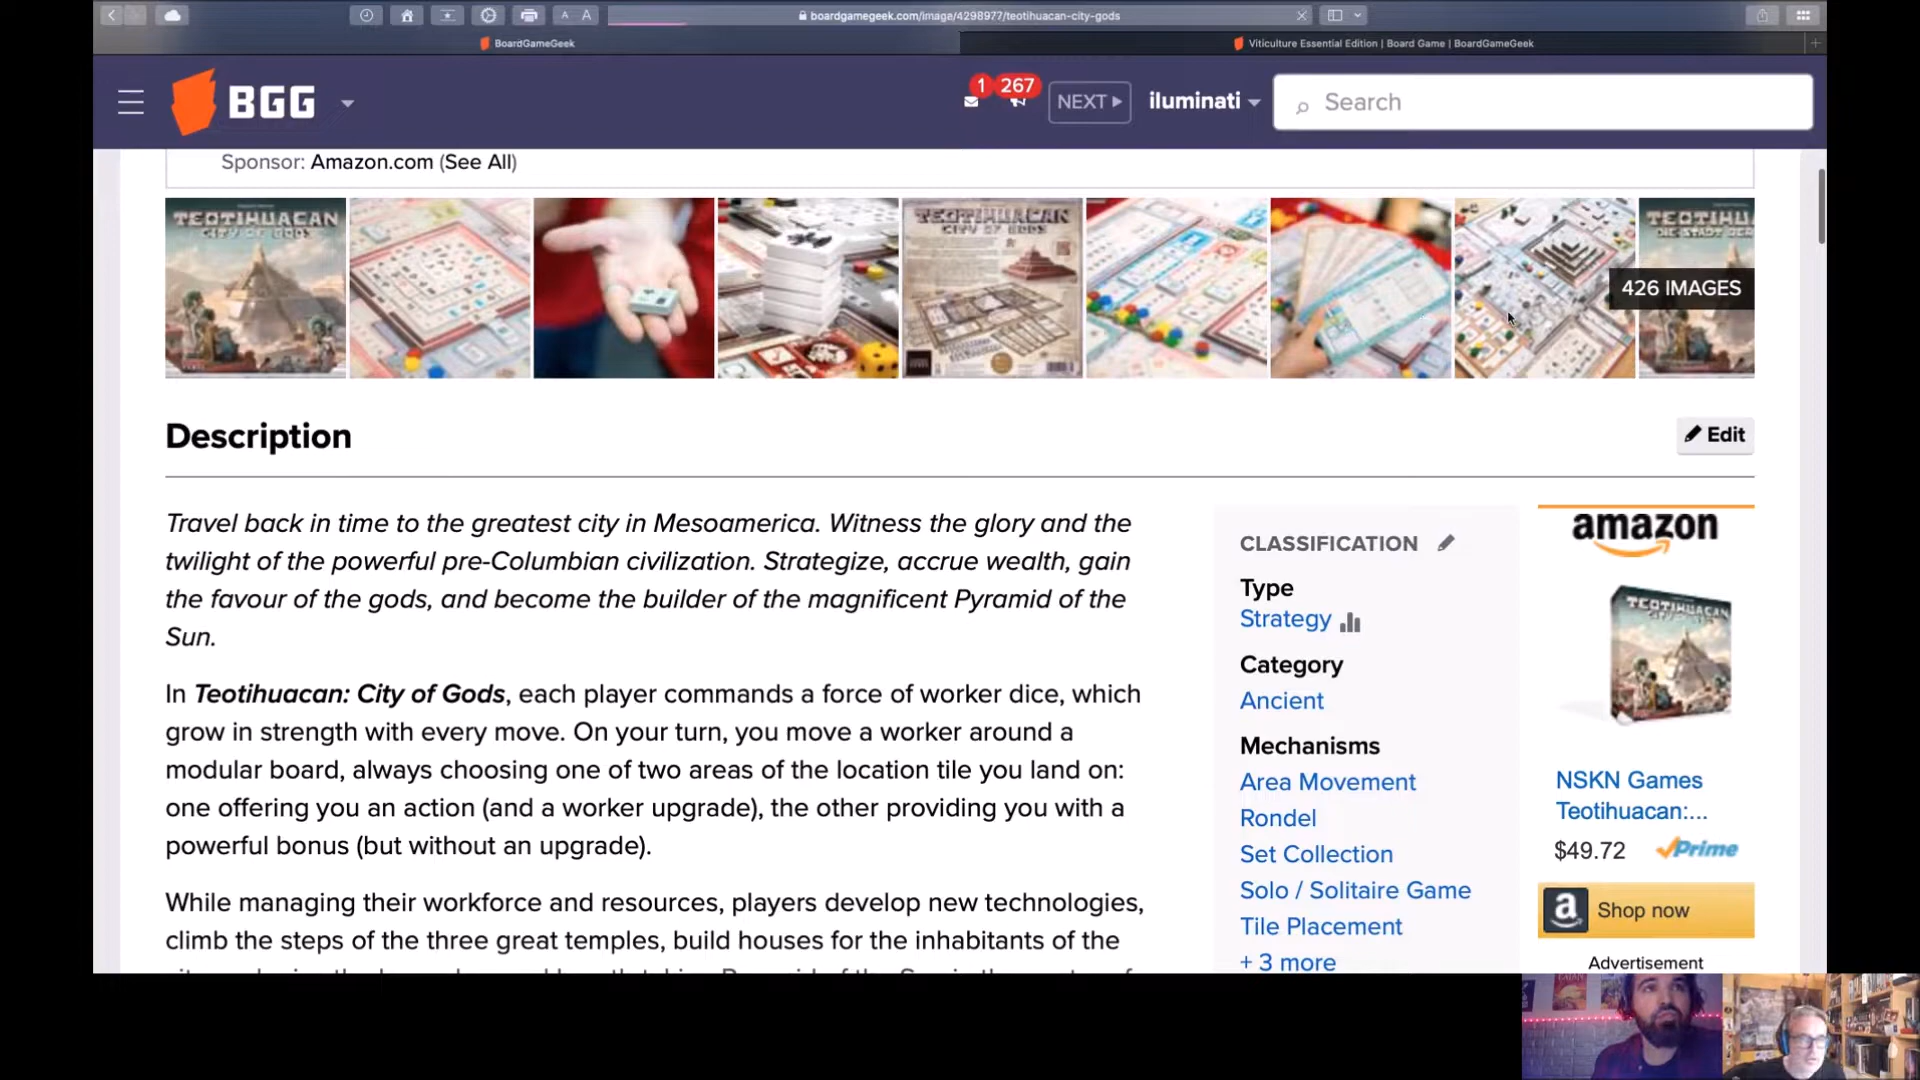 A A
boardgamegeek.com/image/4298977/teotihuacan-city-gods
BoardGameGeek
Viticulture Essential Edition | Board Game | BoardGameGeek
BGG
1 267
NEXT
iluminati
Search
Sponsor: Amazon.com (See All)
TEOTIHUACAN
CITY OF GODS
TEOTIHUACAN
CITY OF GODS
TEOTIHUACAN
426 IMAGES
Description
Edit
Travel back in time to the greatest city in Mesoamerica. Witness the glory and the
twilight of the powerful pre-Columbian civilization. Strategize, accrue wealth, gain
the favour of the gods, and become the builder of the magnificent Pyramid of the
Sun.
In Teotihuacan: City of Gods, each player commands a force of worker dice, which
grow in strength with every move. On your turn, you move a worker around a
modular board, always choosing one of two areas of the location tile you land on:
one offering you an action (and a worker upgrade), the other providing you with a
powerful bonus (but without an upgrade).
While managing their workforce and resources, players develop new technologies,
climb the steps of the three great temples, build houses for the inhabitants of the
CLASSIFICATION
Type
Strategy
Category
Ancient
Mechanisms
Area Movement
Rondel
Set Collection
Solo / Solitaire Game
Tile Placement
+ 3 more
amazon
TEOTIHUACAN
NSKN Games
Teotihuacan:...
$49.72 Prime
a Shop now
Advertisement